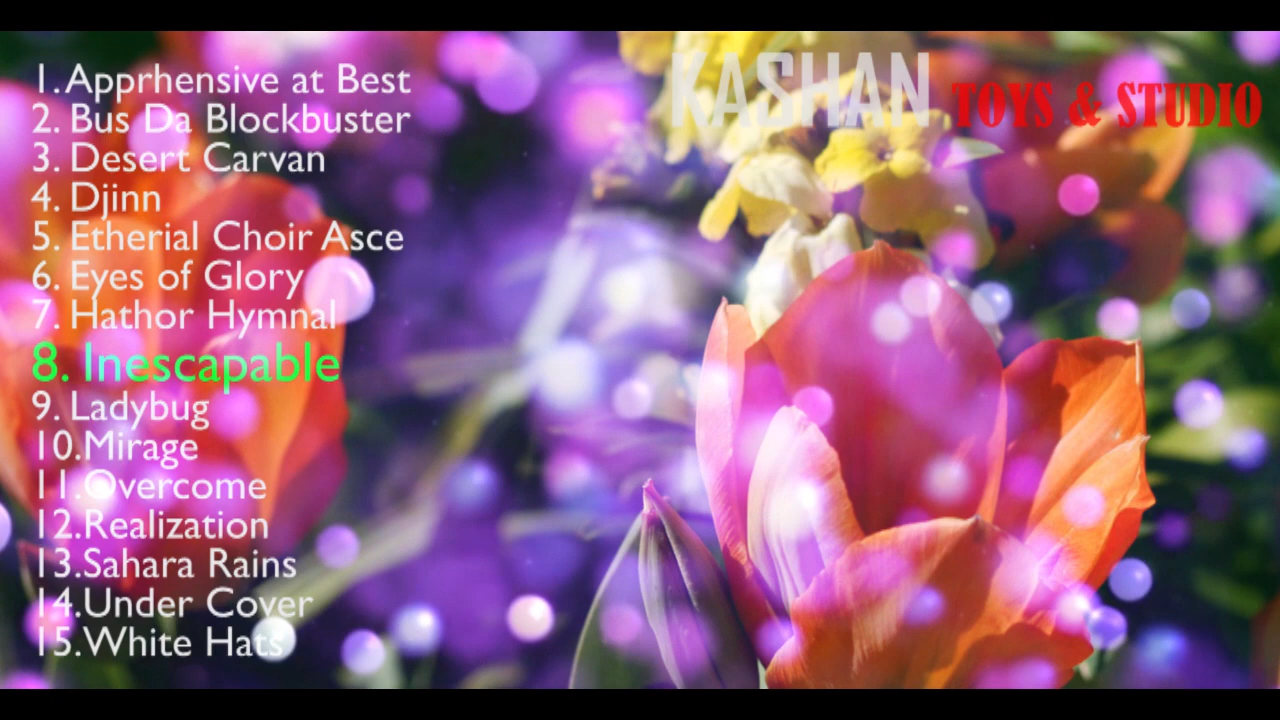 KASHAN TOYS & STUDIO
1.Apprhensive at Best
2. Bus Da Blockbuster
3. Desert Carvan
4. Djinn
5. Etherial Choir Asce
6. Eyes of Glory
7. Hathor Hymnal
8. Inescapable
9. Ladybug
10.Mirage
11.Overcome
12.Realization
13.Sahara Rains
14.Under Cover
15.White Hats